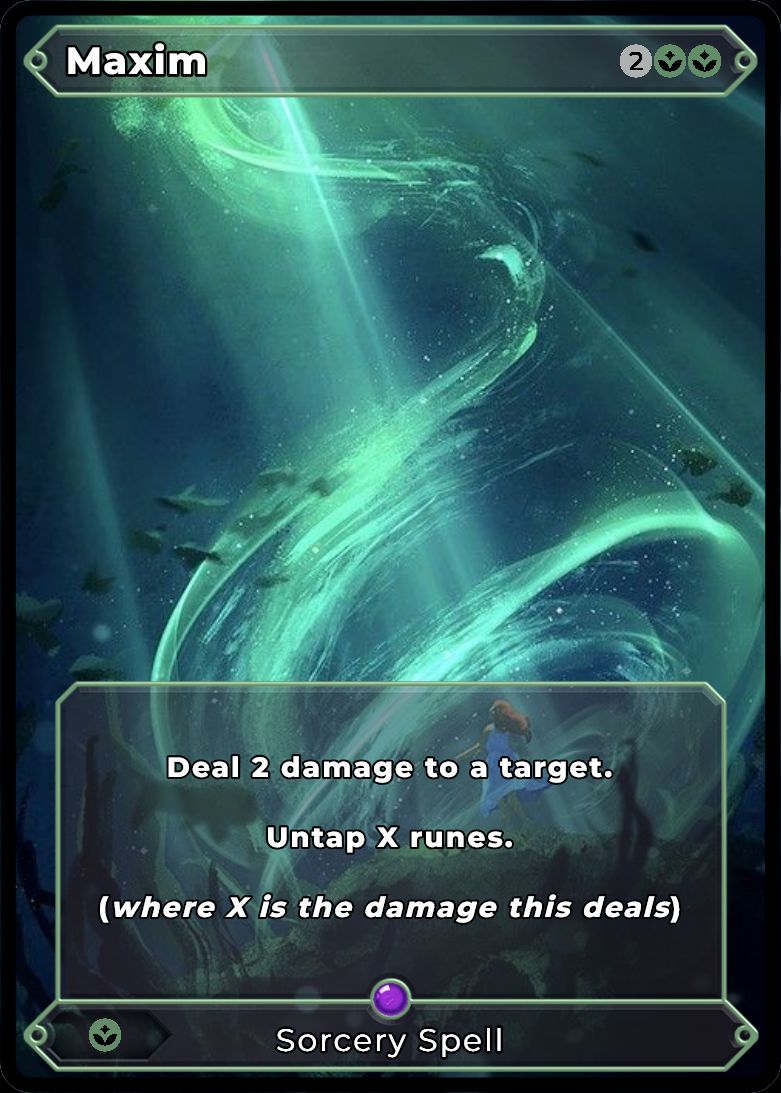 Maxim
2
Deal 2 damage to a target.
Untap X runes.
(where X is the damage this deals)
Sorcery Spell